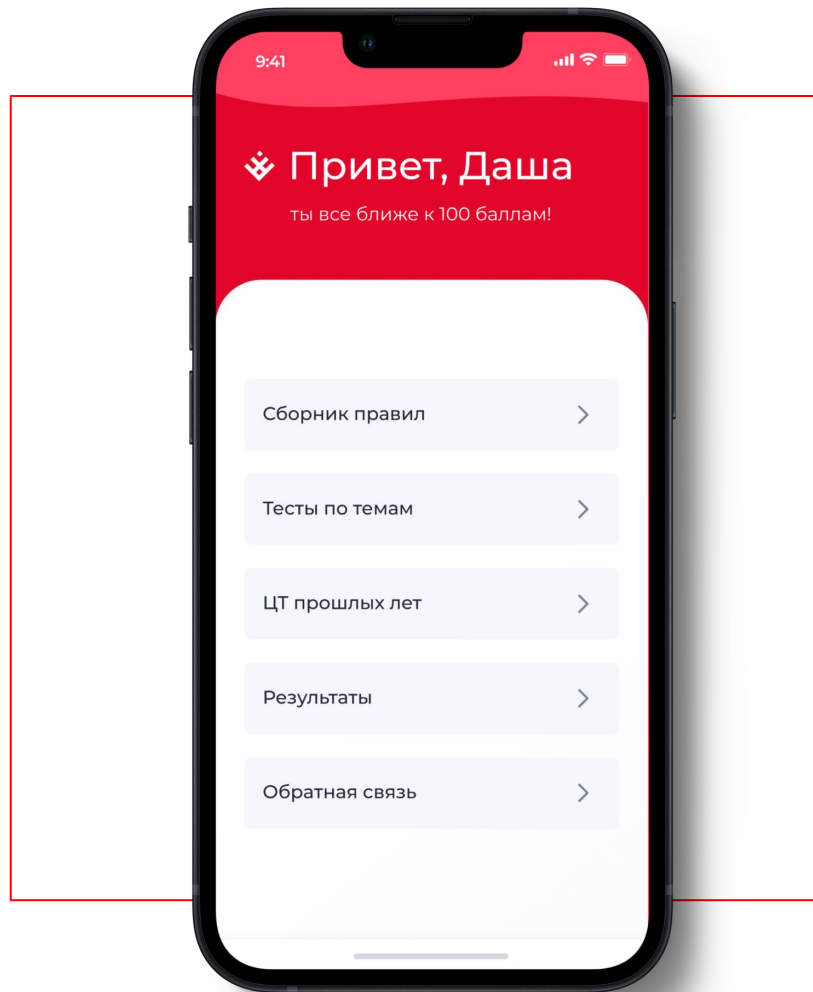 9:41
Привет, Даша
ты все ближе к 100 баллам!
Сборник правил
Тесты по темам
ЦТ прошлых лет
Результаты
Обратная связь